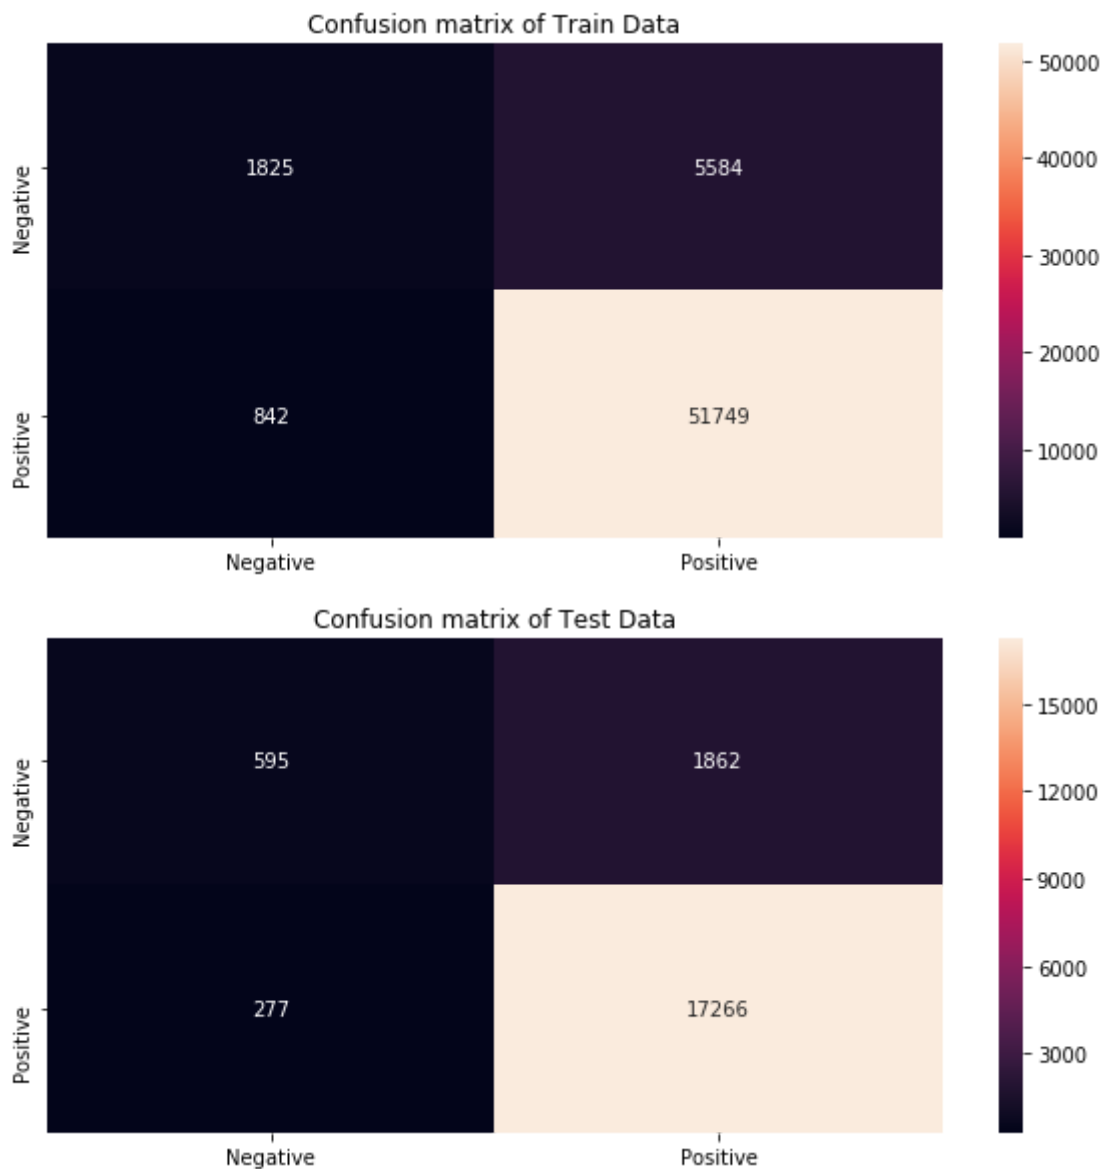 Confusion matrix of Train Data
Negative
1825
5584
Positive
842
51749
Negative
Positive
50000
40000
30000
20000
10000
Confusion matrix of Test Data
Negative
595
1862
Positive
277
17266
Negative
Positive
15000
12000
9000
6000
3000